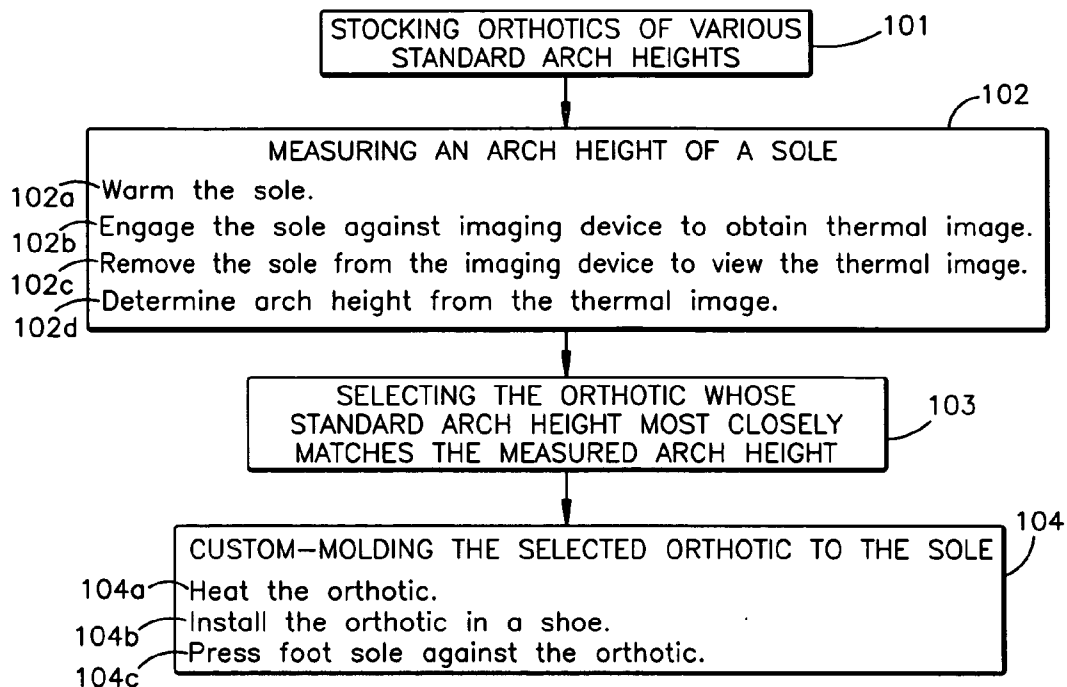 STOCKING ORTHOTICS OF VARIOUS
STANDARD ARCH HEIGHTS
101
102
MEASURING AN ARCH HEIGHT OF A SOLE
102a Warm the sole.
102b Engage the sole against imaging device to obtain thermal image.
102c Remove the sole from the imaging device to view the thermal image.
102d Determine arch height from the thermal image.
SELECTING THE ORTHOTIC WHOSE
STANDARD ARCH HEIGHT MOST CLOSELY
MATCHES THE MEASURED ARCH HEIGHT
103
104
CUSTOM-MOLDING THE SELECTED ORTHOTIC TO THE SOLE
104a Heat the orthotic.
104b Install the orthotic in a shoe.
104c Press foot sole against the orthotic.